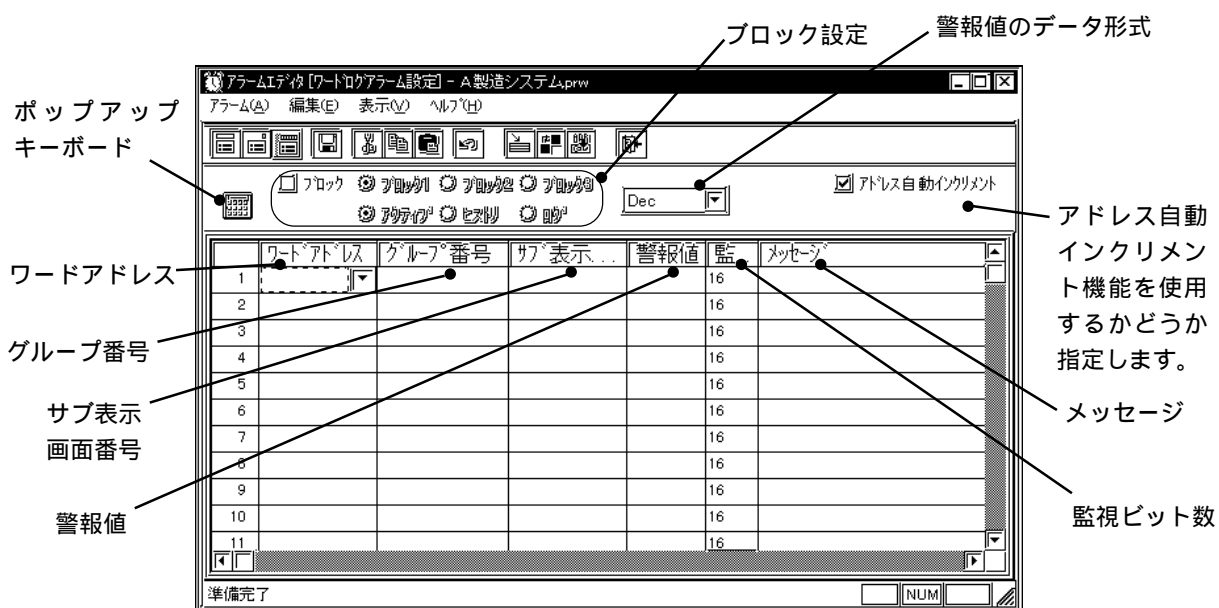 ブロック設定
警報値のデータ形式
アラームエディタ [ワードログアラーム設定] - A製造システム.prw
アラーム(A) 編集(E) 表示(V) ヘルプ(H)
ポップアップ
キーボード
ブロック ブロック1 ブロック2 ブロック3
アクティブ ヒストリ ログ
Dec
アドレス自動インクリメント
アドレス自動
インクリメン
ト機能を使用
するかどうか
指定します。
ワードアドレス グループ番号 サブ表示... 警報値 監... メッセージ
1 16
2 16
3 16
4 16
5 16
6 16
7 16
8 16
9 16
10 16
11 16
ワードアドレス
グループ番号
サブ表示
画面番号
警報値
メッセージ
監視ビット数
準備完了
NUM